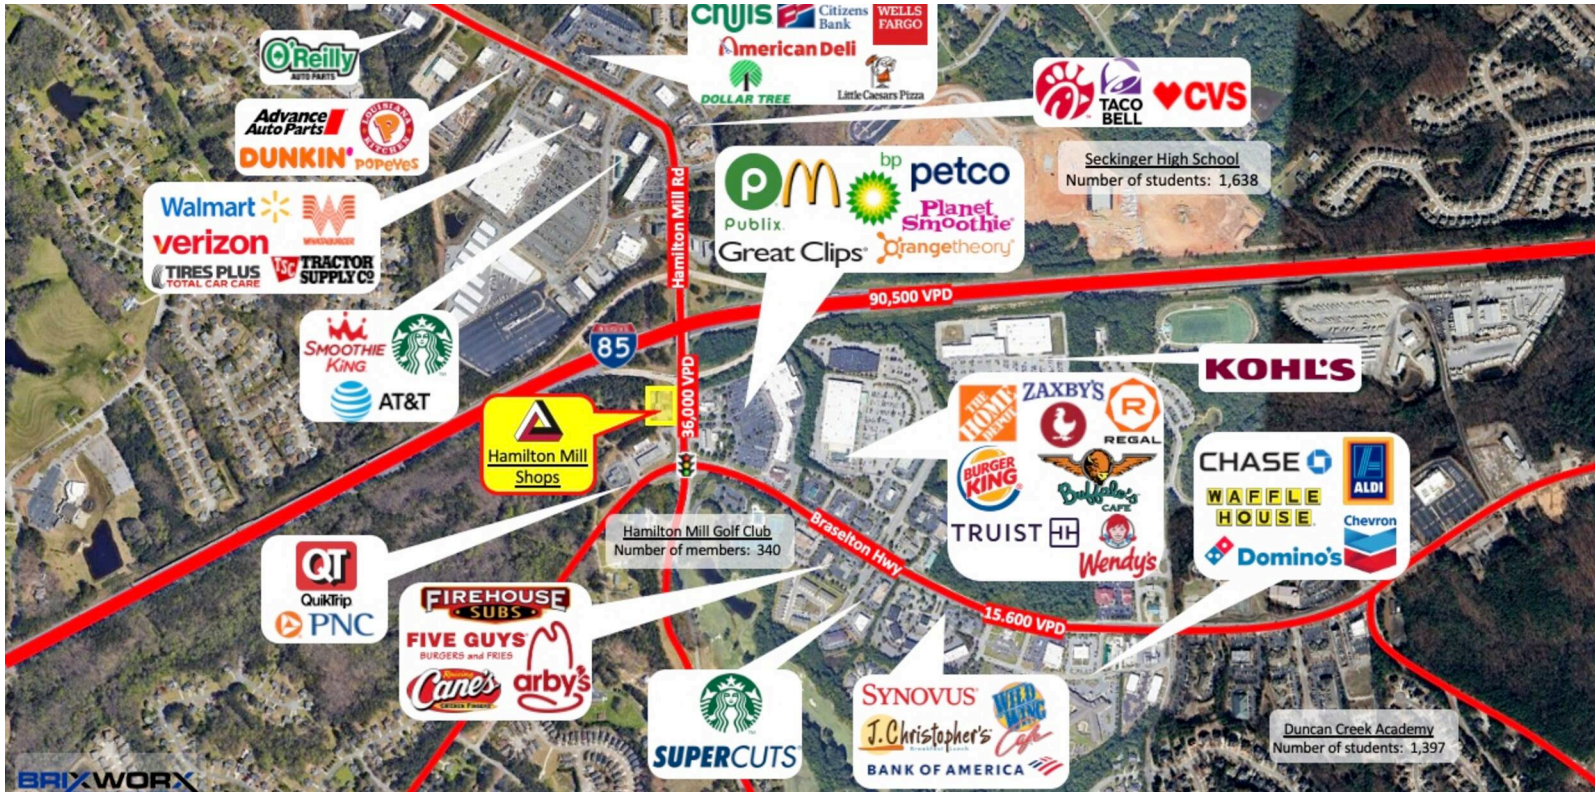 O'Reilly
AUTO PARTS
Citizens
Bank
WELLS
FARGO
American Deli
DOLLAR TREE
Little Caesars Pizza
Advance
Auto Parts
LOUISIANA
KITCHEN
DUNKIN'
POPEYES
TACO
BELL
CVS
Seckinger High School
Number of students: 1,638
Walmart
WHATABURGER
verizon
TIRES PLUS
TOTAL CAR CARE
TSC
TRACTOR
SUPPLY CO
P
Publix
bp
petco
Planet
Smoothie
Great Clips
Orangetheory
Hamilton Mill Rd
90,500 VPD
85
36,000 VPD
SMOOTHIE
KING
AT&T
KOHL'S
Hamilton Mill
Shops
THE
HOME
DEPOT
ZAXBY'S
R
REGAL
BURGER
KING
Buffalo's
CAFE
TRUIST
Wendy's
CHASE
ALDI
WAFFLE
HOUSE
Chevron
Domino's
Hamilton Mill Golf Club
Number of members: 340
Braselton Hwy
15.600 VPD
QT
QuikTrip
PNC
FIREHOUSE
SUBS
FIVE GUYS
BURGERS and FRIES
Raising
Cane's
CHICKEN FINGERS
arby's
SUPERCUTS
SYNOVUS
WILD
WING
Cafe
J.Christopher's
Breakfast Lunch
BANK OF AMERICA
Duncan Creek Academy
Number of students: 1,397
BRIXWORX